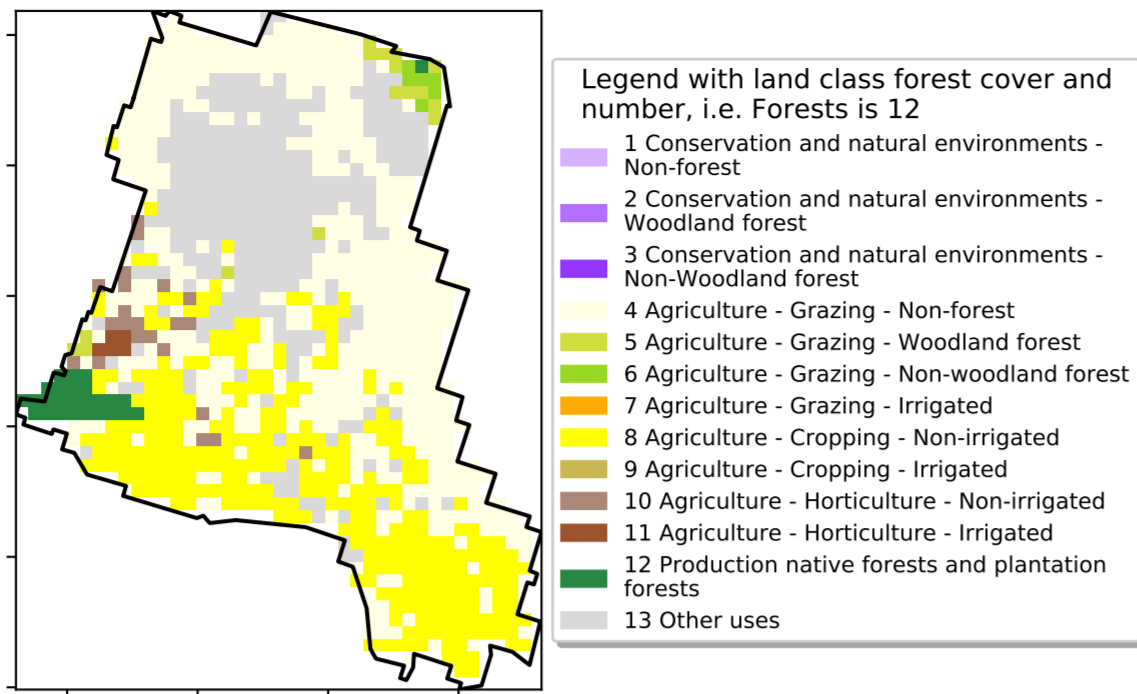 Legend with land class forest cover and
number, i.e. Forests is 12
1 Conservation and natural environments -
Non-forest
2 Conservation and natural environments -
Woodland forest
3 Conservation and natural environments -
Non-Woodland forest
4 Agriculture - Grazing - Non-forest
5 Agriculture - Grazing - Woodland forest
6 Agriculture - Grazing - Non-woodland forest
7 Agriculture - Grazing - Irrigated
8 Agriculture - Cropping - Non-irrigated
9 Agriculture - Cropping - Irrigated
10 Agriculture - Horticulture - Non-irrigated
11 Agriculture - Horticulture - Irrigated
12 Production native forests and plantation
forests
13 Other uses